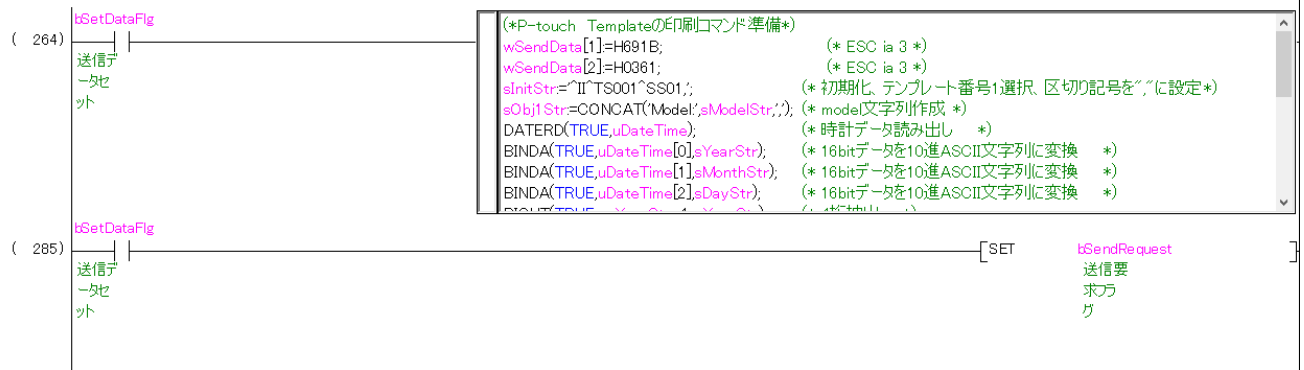 bSetDataFlg
( 264)
送信デ
ータセ
ット
(*P-touch Templateの印刷コマンド準備*)
wSendData[1]:=H691B; (* ESC ia 3 *)
wSendData[2]:=H0361; (* ESC ia 3 *)
sInitStr:='^II^TS001^SS01,'; (* 初期化、テンプレート番号1選択、区切り記号を","に設定*)
sObj1Str:=CONCAT('Model:',sModelStr,','); (* model文字列作成 *)
DATERD(TRUE,uDateTime); (* 時計データ読み出し *)
BINDA(TRUE,uDateTime[0],sYearStr); (* 16bitデータを10進ASCII文字列に変換 *)
BINDA(TRUE,uDateTime[1],sMonthStr); (* 16bitデータを10進ASCII文字列に変換 *)
BINDA(TRUE,uDateTime[2],sDayStr); (* 16bitデータを10進ASCII文字列に変換 *)
bSetDataFlg
( 285)
送信デ
ータセ
ット
SET bSendRequest
送信要
求フラ
グ